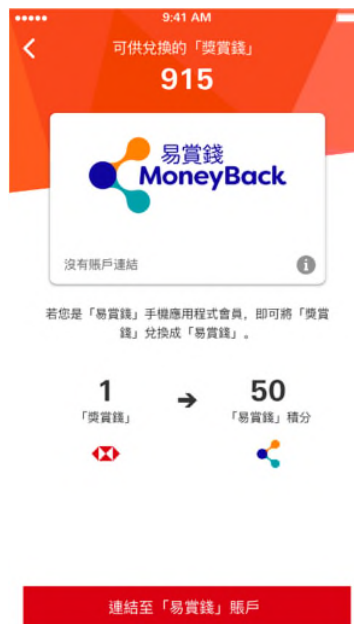 9:41 AM
可供兌換的「獎賞錢」
915
易賞錢
MoneyBack
沒有賬戶連結
i
若您是「易賞錢」手機應用程式會員，即可將「獎賞
錢」兌換成「易賞錢」。
1
50
「獎賞錢」
「易賞錢」積分
連結至「易賞錢」賬戶